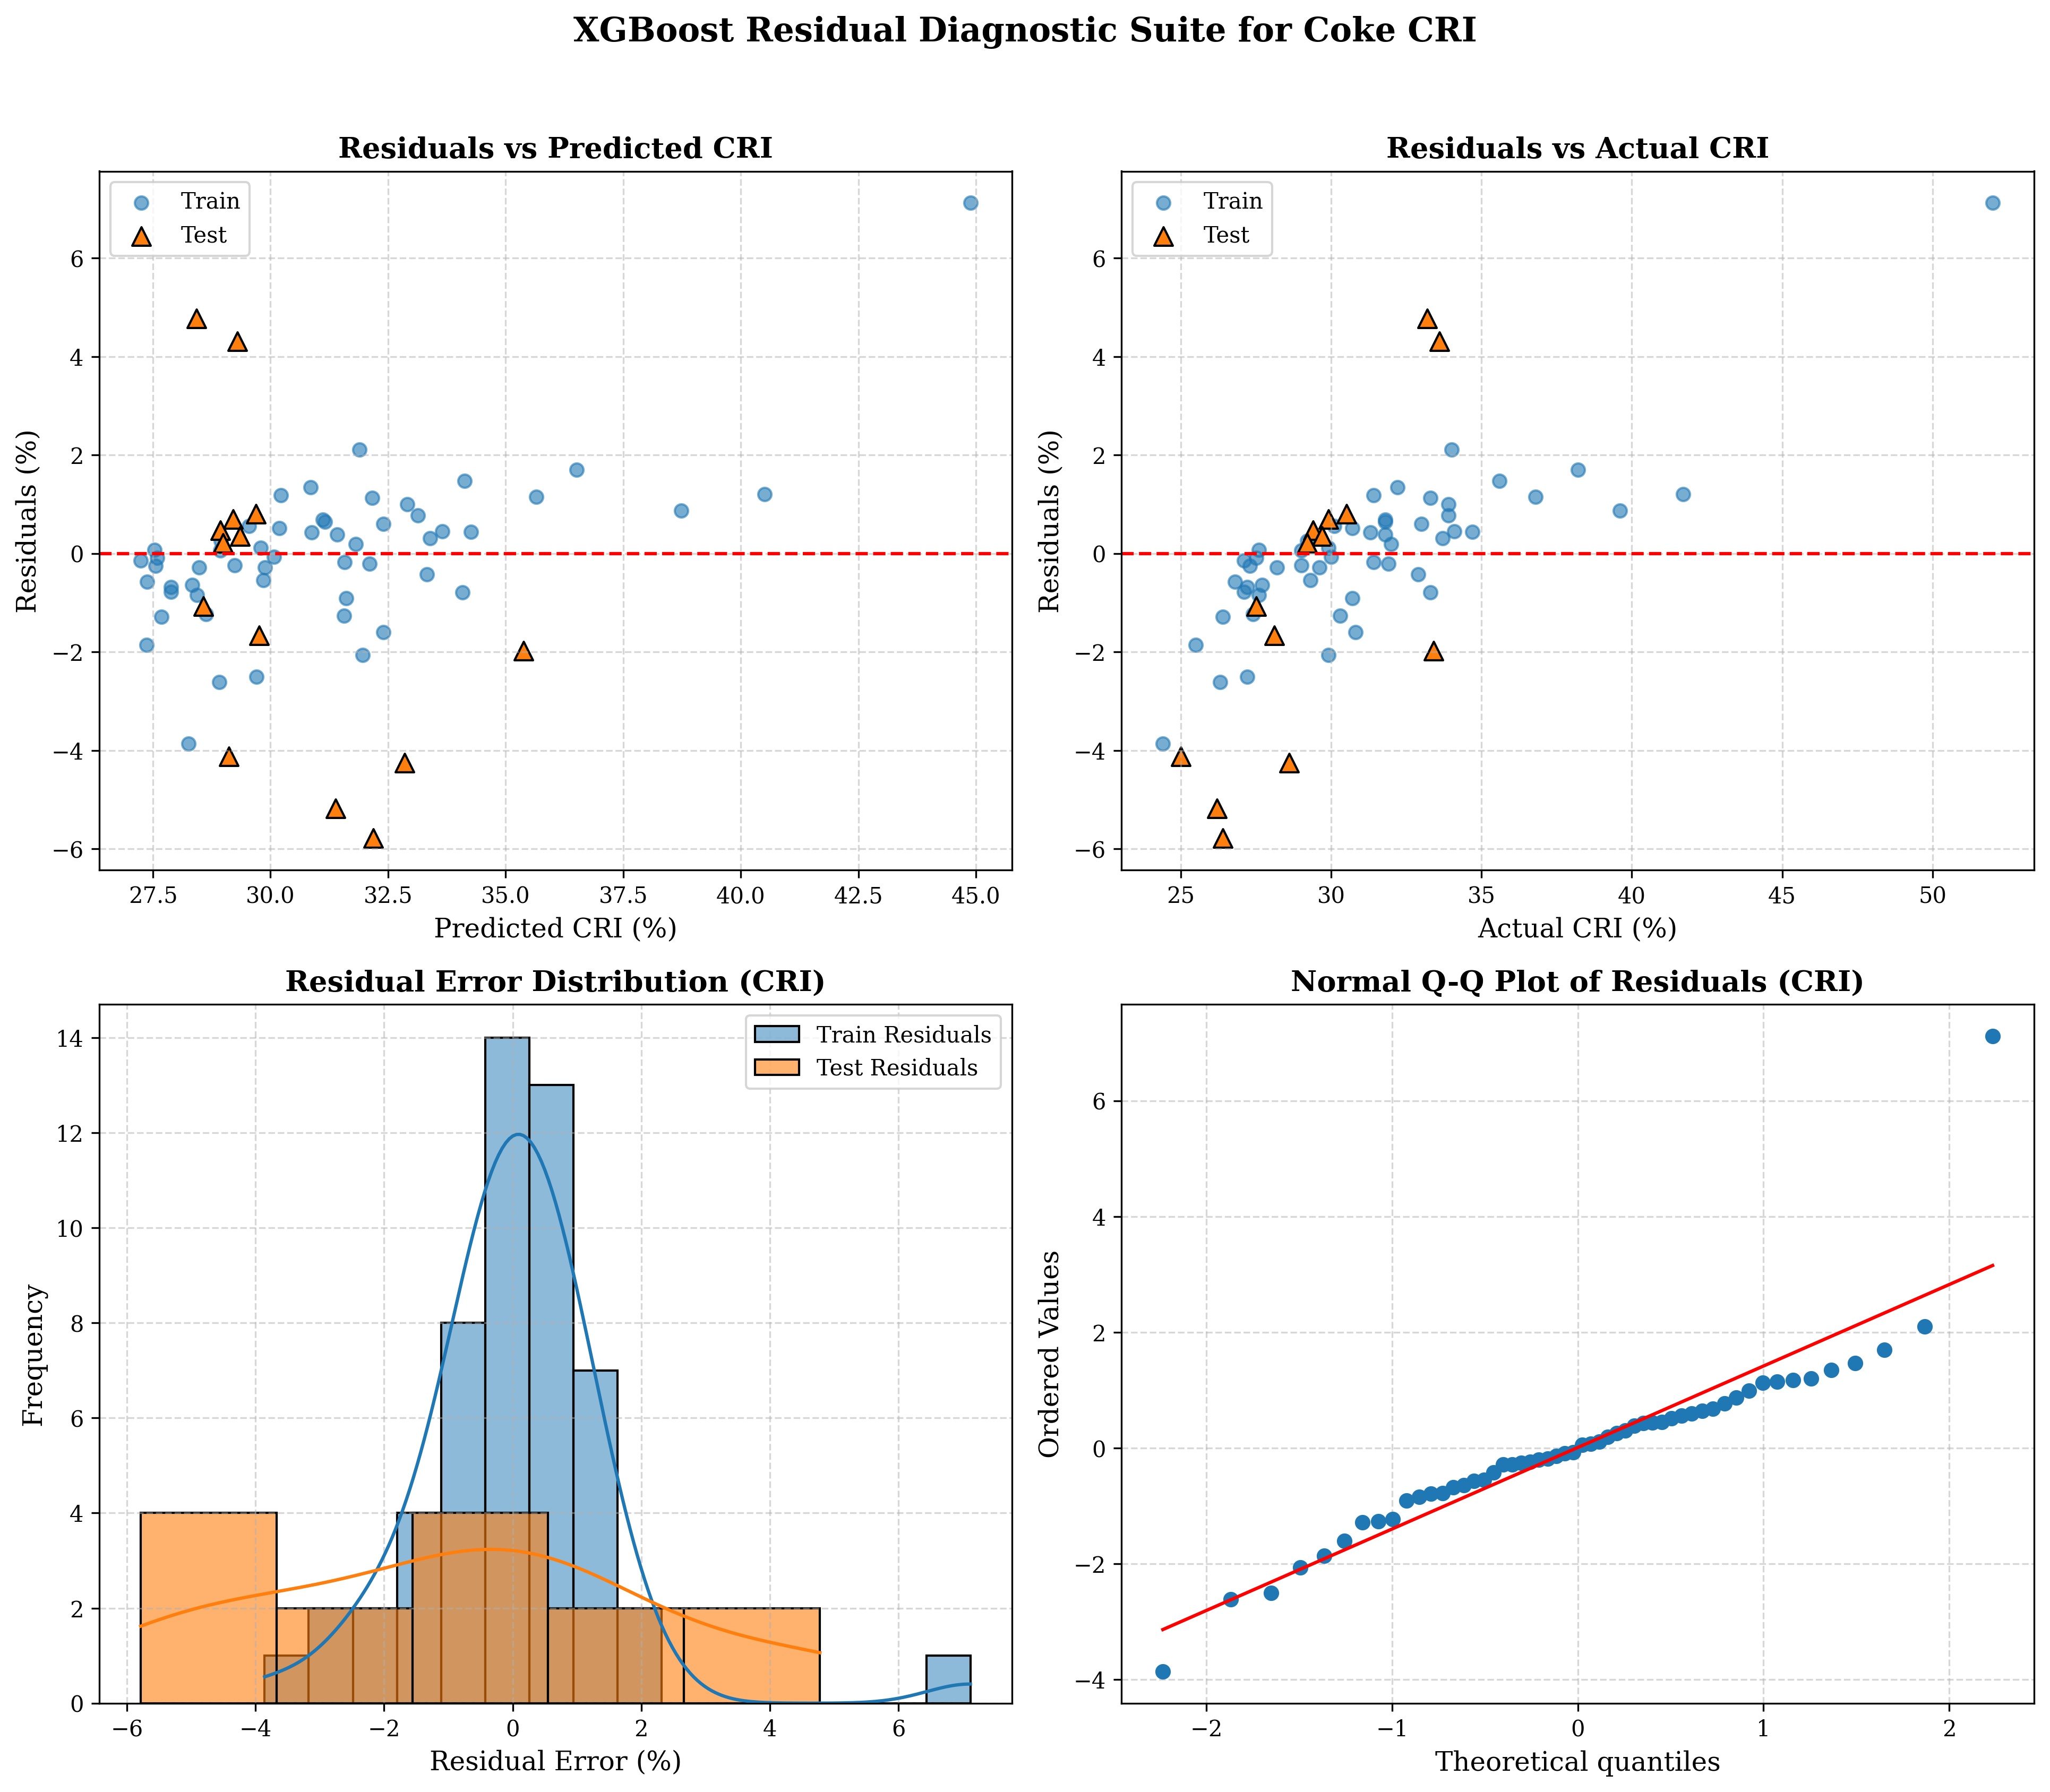 XGBoost Residual Diagnostic Suite for Coke CRI
Residuals vs Predicted CRI
Train
Test
6
4
2
0
−2
−4
−6
Residuals (%)
27.5 30.0 32.5 35.0 37.5 40.0 42.5 45.0
Predicted CRI (%)
Residuals vs Actual CRI
Train
Test
6
4
2
0
−2
−4
−6
Residuals (%)
25 30 35 40 45 50
Actual CRI (%)
Residual Error Distribution (CRI)
Train Residuals
Test Residuals
14
12
10
8
6
4
2
0
Frequency
−6 −4 −2 0 2 4 6
Residual Error (%)
Normal Q-Q Plot of Residuals (CRI)
6
4
2
0
−2
−4
Ordered Values
−2 −1 0 1 2
Theoretical quantiles